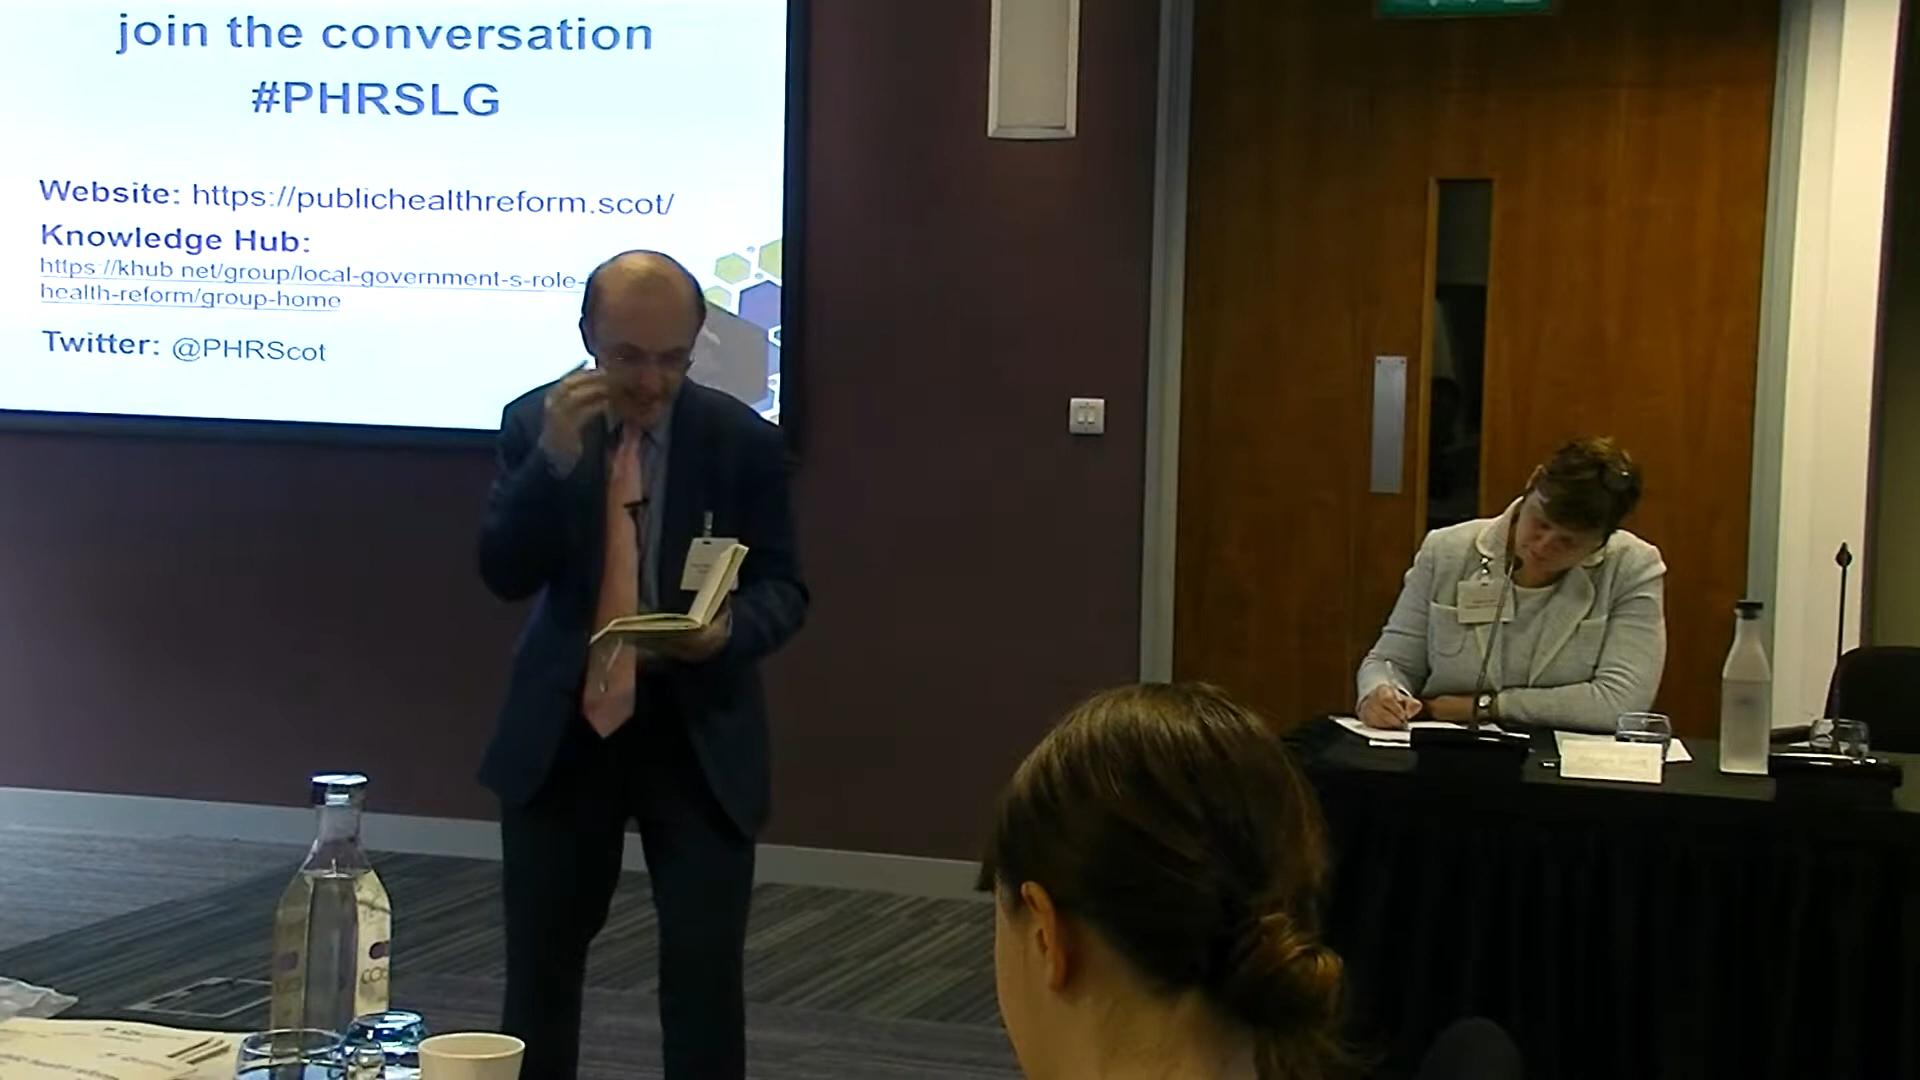 join the conversation
#PHRSLG
Website: https://publichealthreform.scot/
Knowledge Hub:
https://khub.net/group/local-government-s-role-
health-reform/group-home
Twitter: @PHRScot